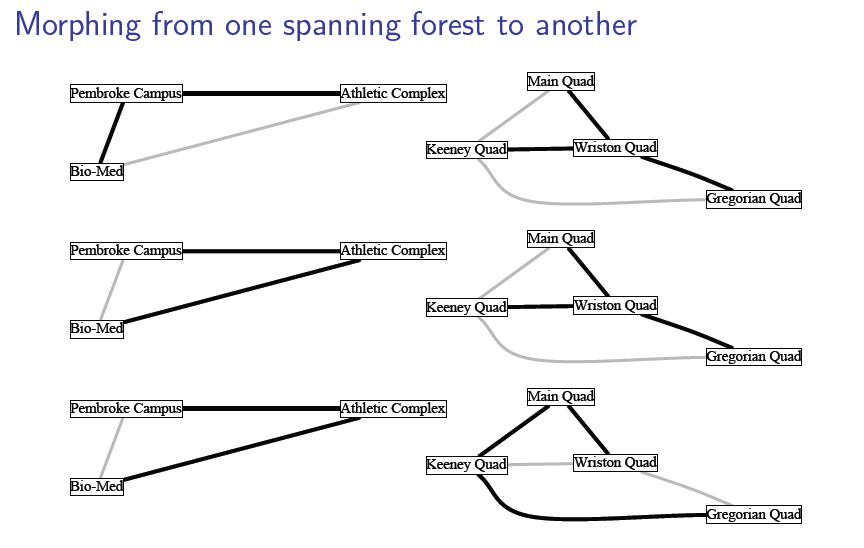 Morphing from one spanning forest to another
Main Quad
Pembroke Campus Athletic Complex
Keeney Quad Wriston Quad
Bio-Med
Gregorian Quad
Main Quad
Pembroke Campus Athletic Complex
Keeney Quad Wriston Quad
Bio-Med
Gregorian Quad
Main Quad
Pembroke Campus Athletic Complex
Keeney Quad Wriston Quad
Bio-Med
Gregorian Quad